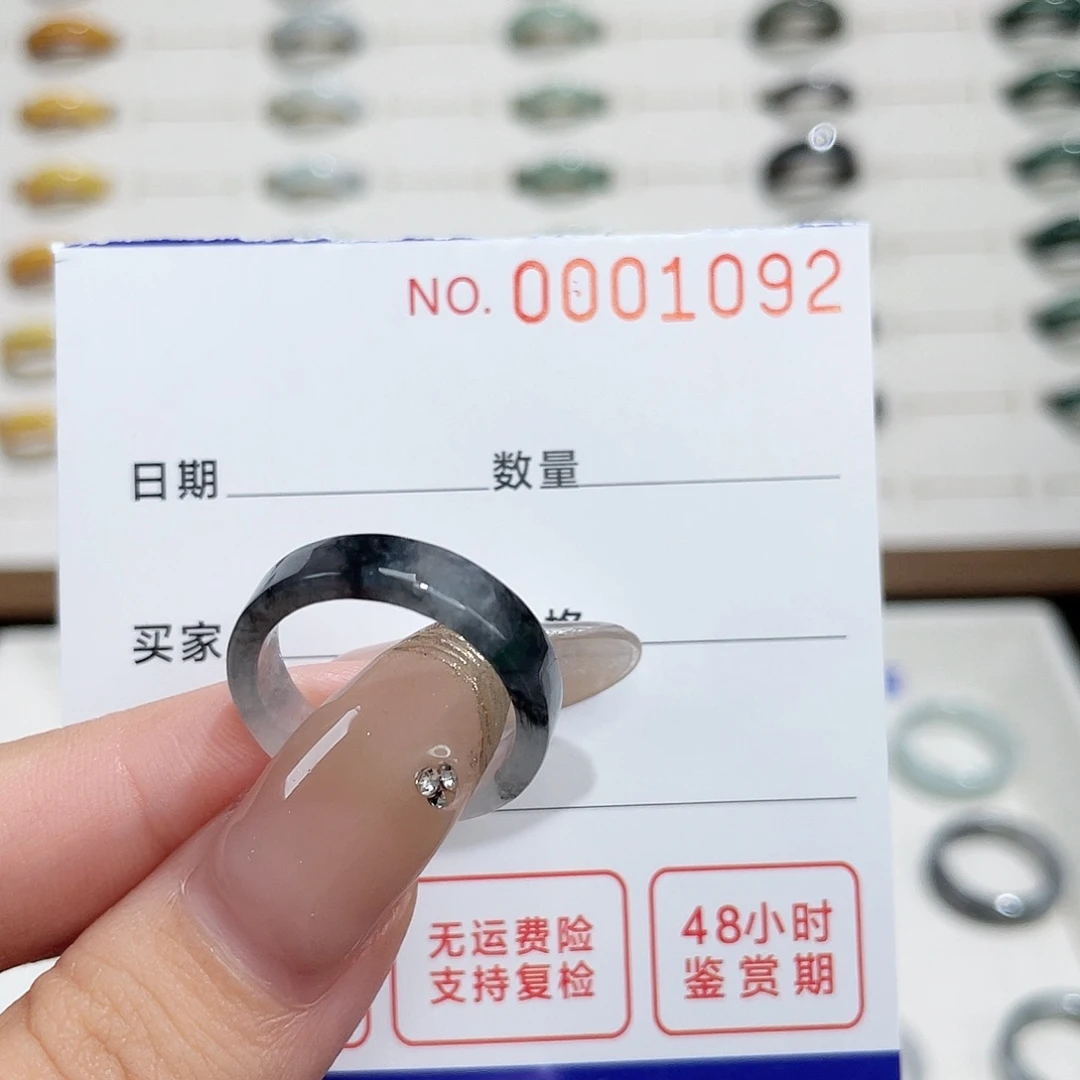 NO. 0001092
日期 数量
买家 格
无运费险 48小时
支持复检 鉴赏期